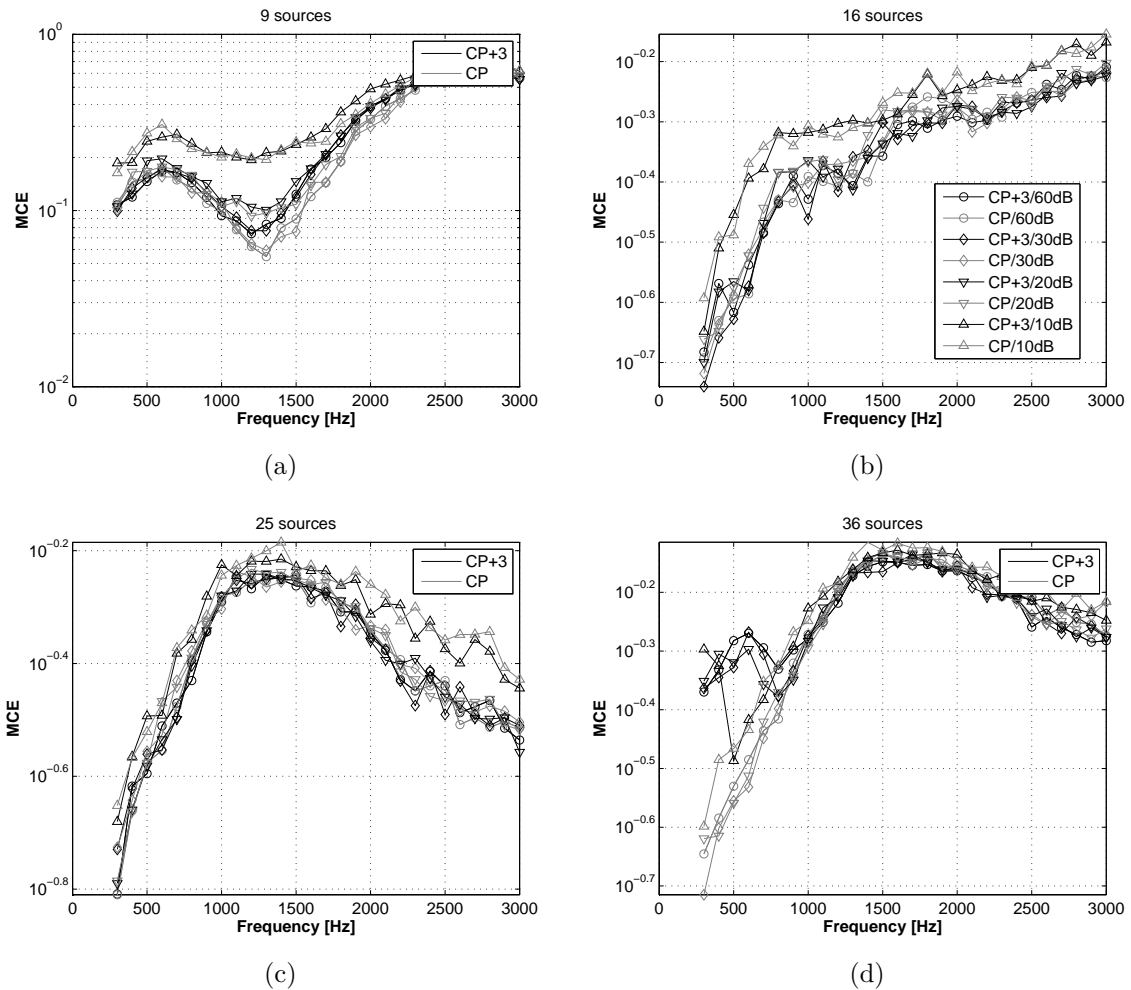 9 sources
10^0
10^-1
10^-2
MCE
0 500 1000 1500 2000 2500 3000
Frequency [Hz]
CP+3
CP
(a)
16 sources
10^-0.2
10^-0.3
10^-0.4
10^-0.5
10^-0.6
10^-0.7
MCE
0 500 1000 1500 2000 2500 3000
Frequency [Hz]
CP+3/60dB
CP/60dB
CP+3/30dB
CP/30dB
CP+3/20dB
CP/20dB
CP+3/10dB
CP/10dB
(b)
25 sources
10^-0.2
10^-0.4
10^-0.6
10^-0.8
MCE
0 500 1000 1500 2000 2500 3000
Frequency [Hz]
CP+3
CP
(c)
36 sources
10^-0.2
10^-0.3
10^-0.4
10^-0.5
10^-0.6
10^-0.7
MCE
0 500 1000 1500 2000 2500 3000
Frequency [Hz]
CP+3
CP
(d)